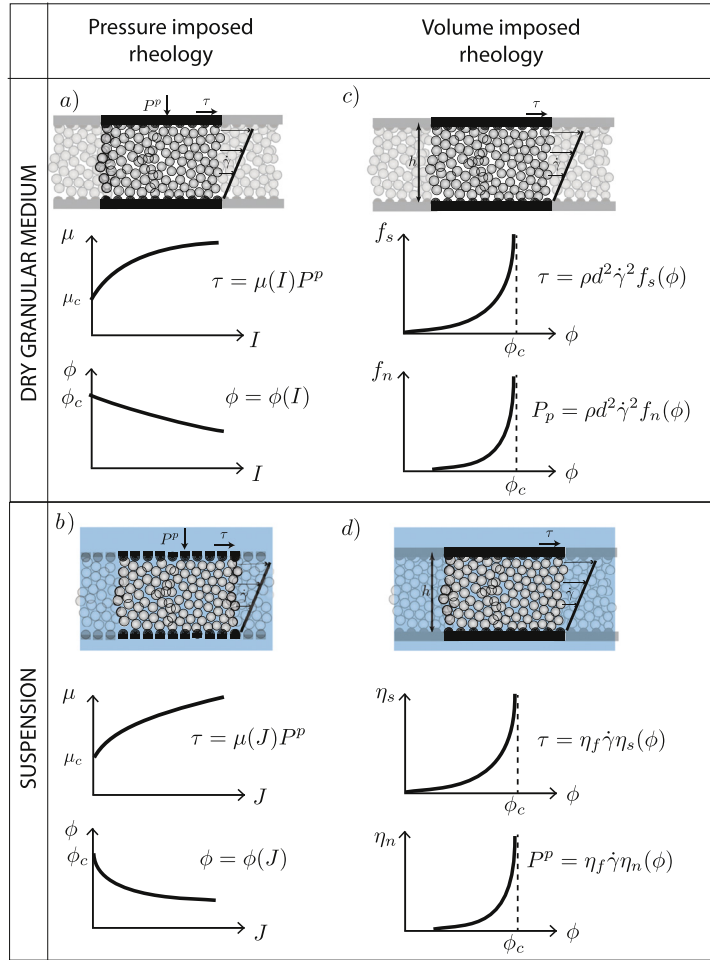 Pressure imposed
rheology
Volume imposed
rheology
DRY GRANULAR MEDIUM
a)
P^p
τ
γ̇
μ
μ_c
τ = μ(I)P^p
I
φ
φ_c
φ = φ(I)
I
c)
τ
h
γ̇
f_s
τ = ρd²γ̇²f_s(φ)
φ_c
φ
f_n
P_p = ρd²γ̇²f_n(φ)
φ_c
φ
SUSPENSION
b)
P^p
τ
γ̇
μ
μ_c
τ = μ(J)P^p
J
φ
φ_c
φ = φ(J)
J
d)
τ
h
γ̇
η_s
τ = η_f γ̇η_s(φ)
φ_c
φ
η_n
P^p = η_f γ̇η_n(φ)
φ_c
φ